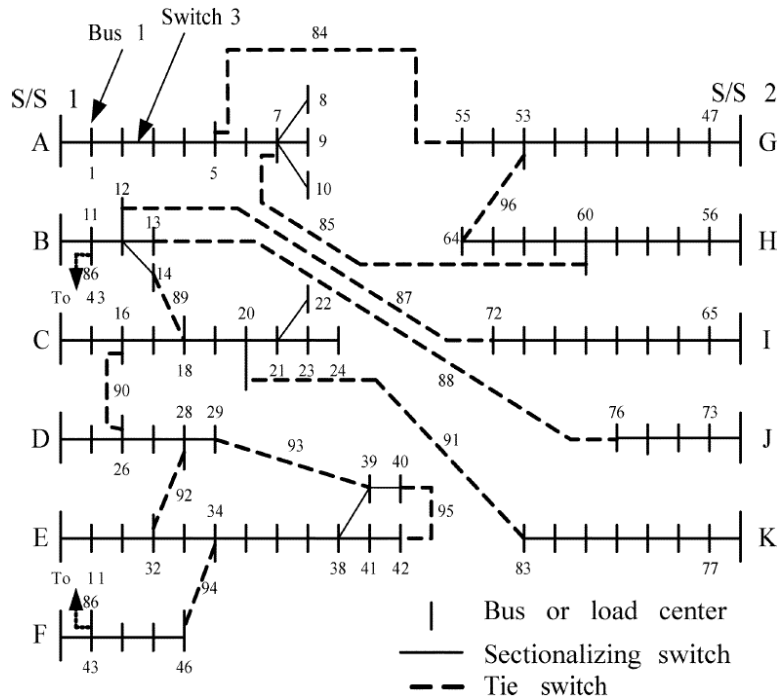 Switch 3
Bus 1
84
S/S 1
S/S 2
8
7
55
53
47
A
9
G
1
5
10
12
96
11
13
85
60
56
B
64
H
14
86
To 43
89
87
16
20
22
72
65
C
I
18
21
23
24
88
90
28
29
76
73
D
93
91
J
26
39
40
92
34
95
E
K
32
38
41
42
83
77
To 11
94
86
F
43
46
Bus or load center
Sectionalizing switch
Tie switch